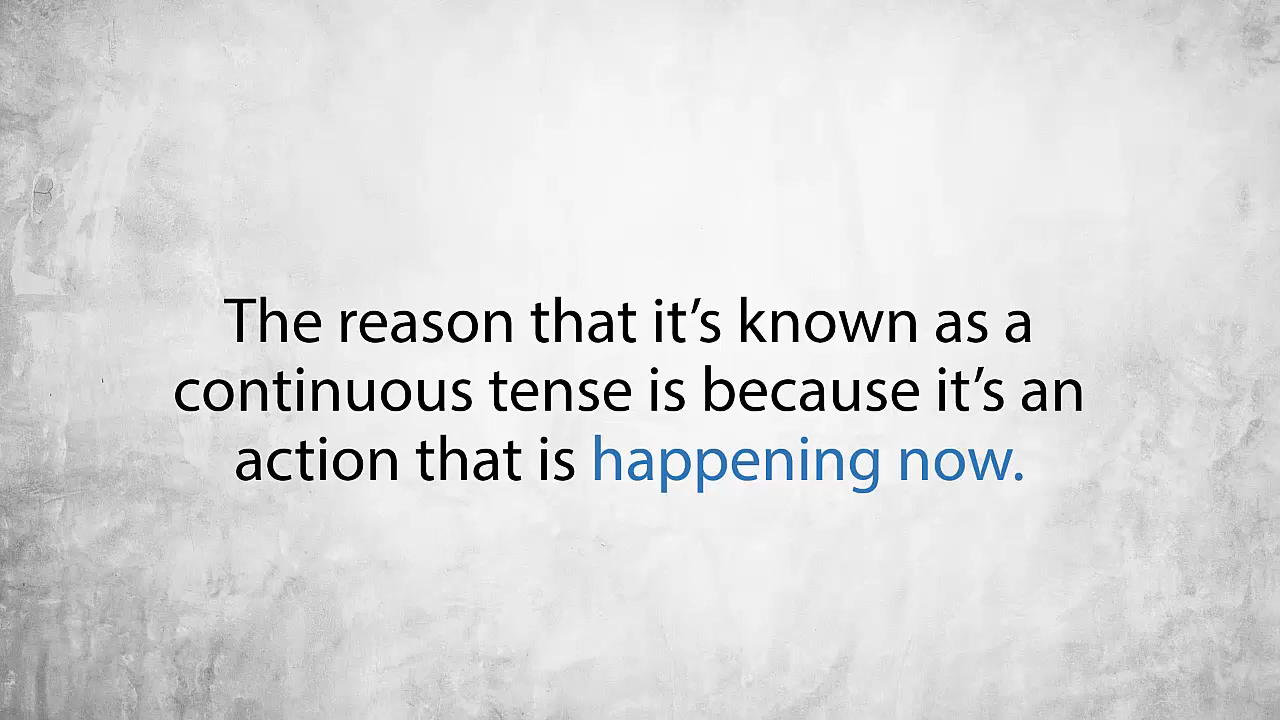 The reason that it’s known as a
continuous tense is because it’s an
action that is happening now.